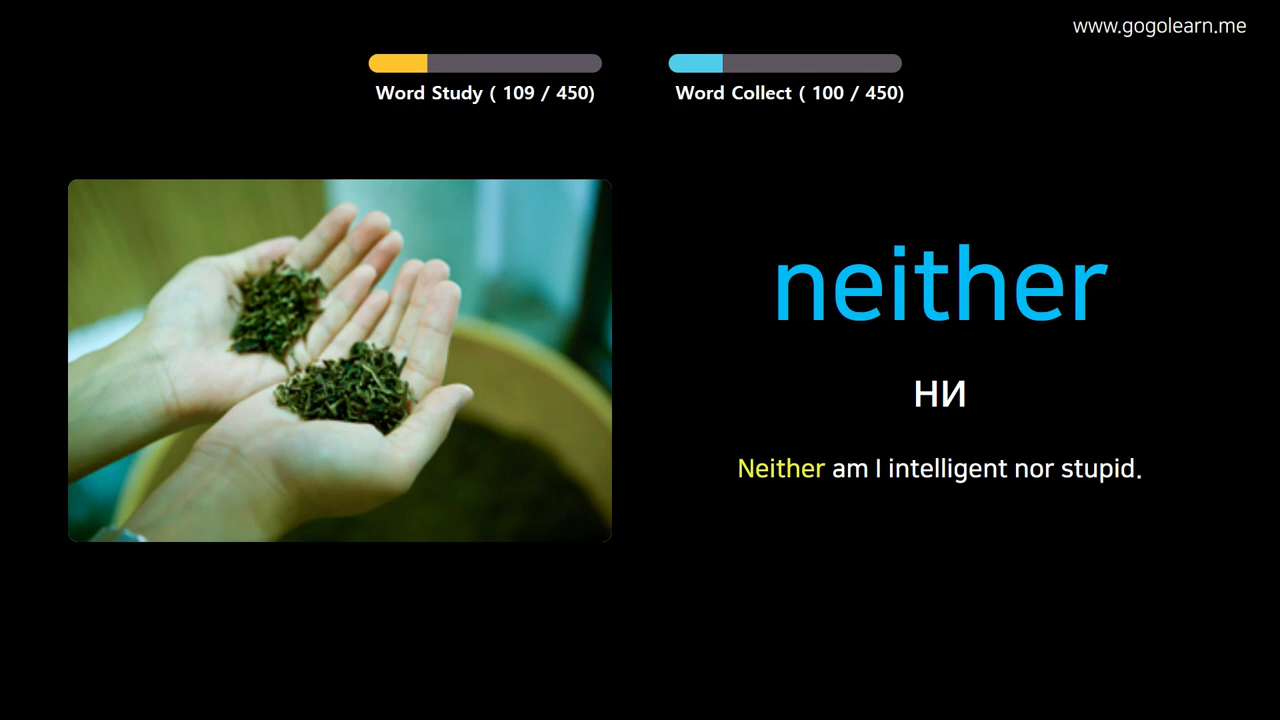 www.gogolearn.me
Word Study ( 109 / 450)
Word Collect ( 100 / 450)
neither
ни
Neither am I intelligent nor stupid.